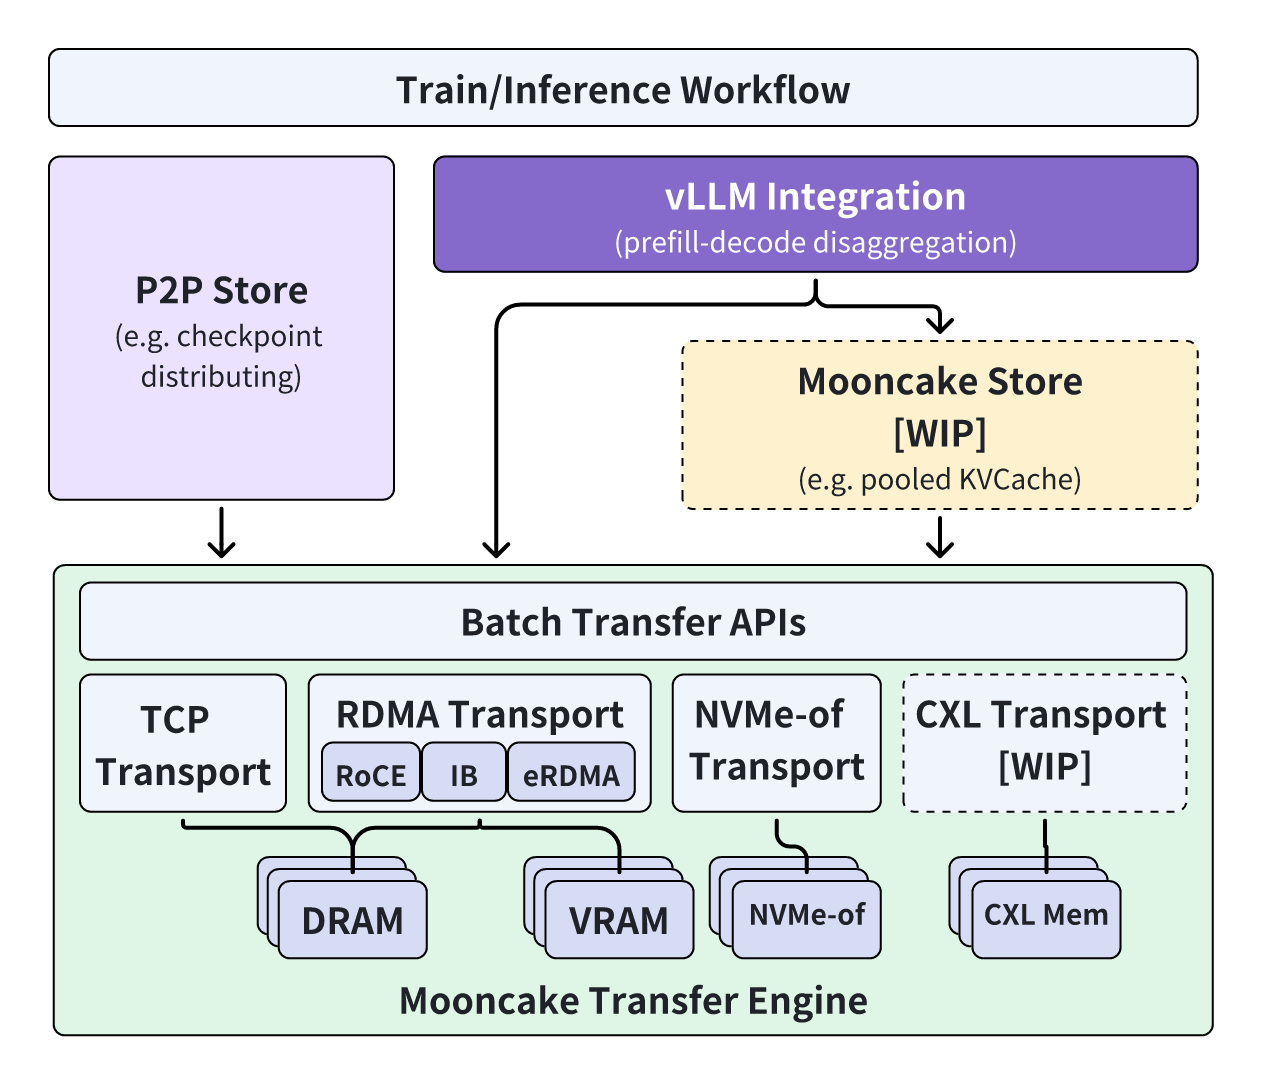 Train/Inference Workflow
vLLM Integration
(prefill-decode disaggregation)
P2P Store
(e.g. checkpoint
distributing)
Mooncake Store
[WIP]
(e.g. pooled KVCache)
Batch Transfer APIs
TCP
Transport
RDMA Transport
RoCE
IB
eRDMA
NVMe-of
Transport
CXL Transport
[WIP]
DRAM
VRAM
NVMe-of
CXL Mem
Mooncake Transfer Engine